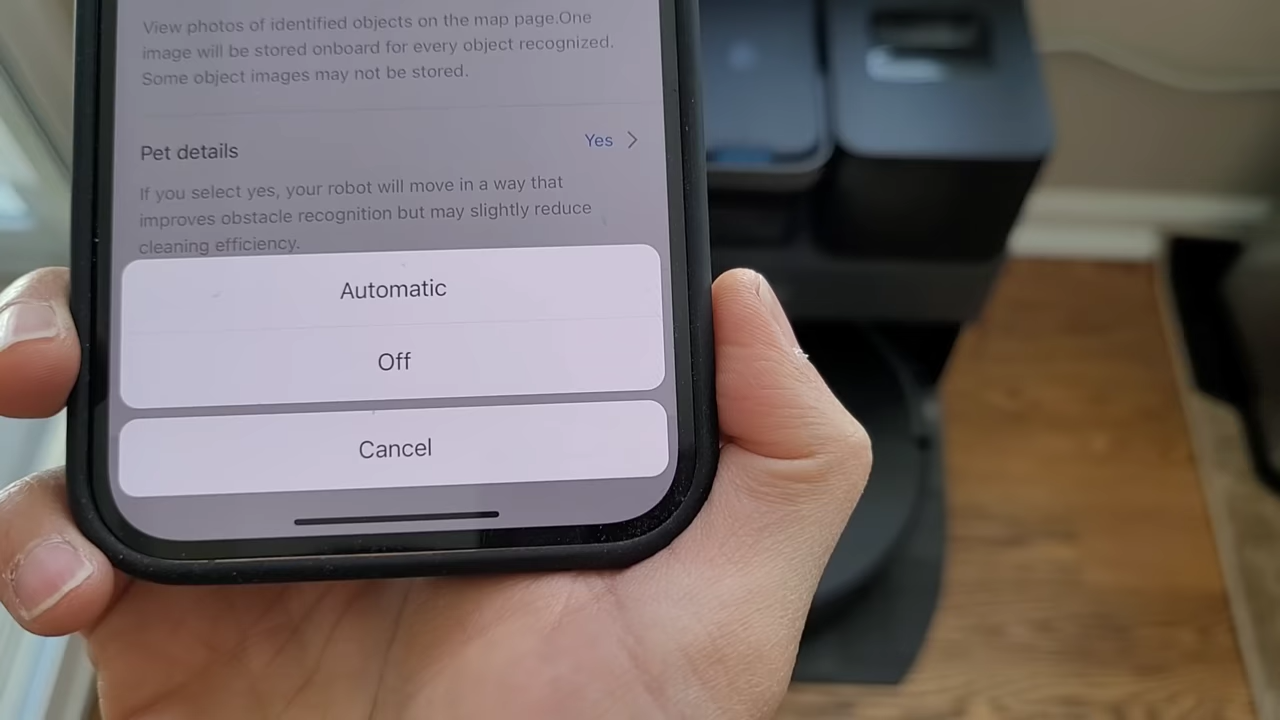 View photos of identified objects on the map page.One
image will be stored onboard for every object recognized.
Some object images may not be stored.
Pet details
Yes
If you select yes, your robot will move in a way that
improves obstacle recognition but may slightly reduce
cleaning efficiency.
Automatic
Off
Cancel